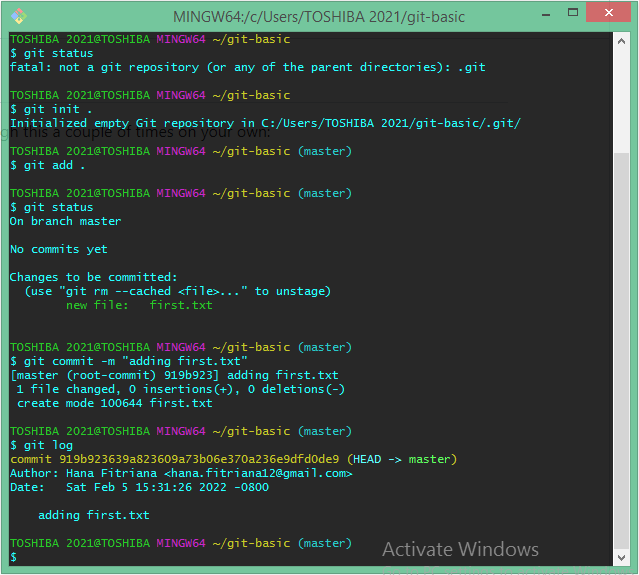 MINGW64:/c/Users/TOSHIBA 2021/git-basic
TOSHIBA 2021@TOSHIBA MINGW64 ~/git-basic
$ git status
fatal: not a git repository (or any of the parent directories): .git
TOSHIBA 2021@TOSHIBA MINGW64 ~/git-basic
$ git init .
Initialized empty Git repository in C:/Users/TOSHIBA 2021/git-basic/.git/
gh this a couple of times on your own:
TOSHIBA 2021@TOSHIBA MINGW64 ~/git-basic (master)
$ git add .
TOSHIBA 2021@TOSHIBA MINGW64 ~/git-basic (master)
$ git status
On branch master
No commits yet
Changes to be committed:
(use "git rm --cached <file>..." to unstage)
new file:   first.txt
TOSHIBA 2021@TOSHIBA MINGW64 ~/git-basic (master)
$ git commit -m "adding first.txt"
[master (root-commit) 919b923] adding first.txt
1 file changed, 0 insertions(+), 0 deletions(-)
create mode 100644 first.txt
TOSHIBA 2021@TOSHIBA MINGW64 ~/git-basic (master)
$ git log
commit 919b923639a823609a73b06e370a236e9dfd0de9 (HEAD -> master)
Author: Hana Fitriana <hana.fitriana12@gmail.com>
Date:   Sat Feb 5 15:31:26 2022 -0800
adding first.txt
TOSHIBA 2021@TOSHIBA MINGW64 ~/git-basic (master)
$
Activate Windows